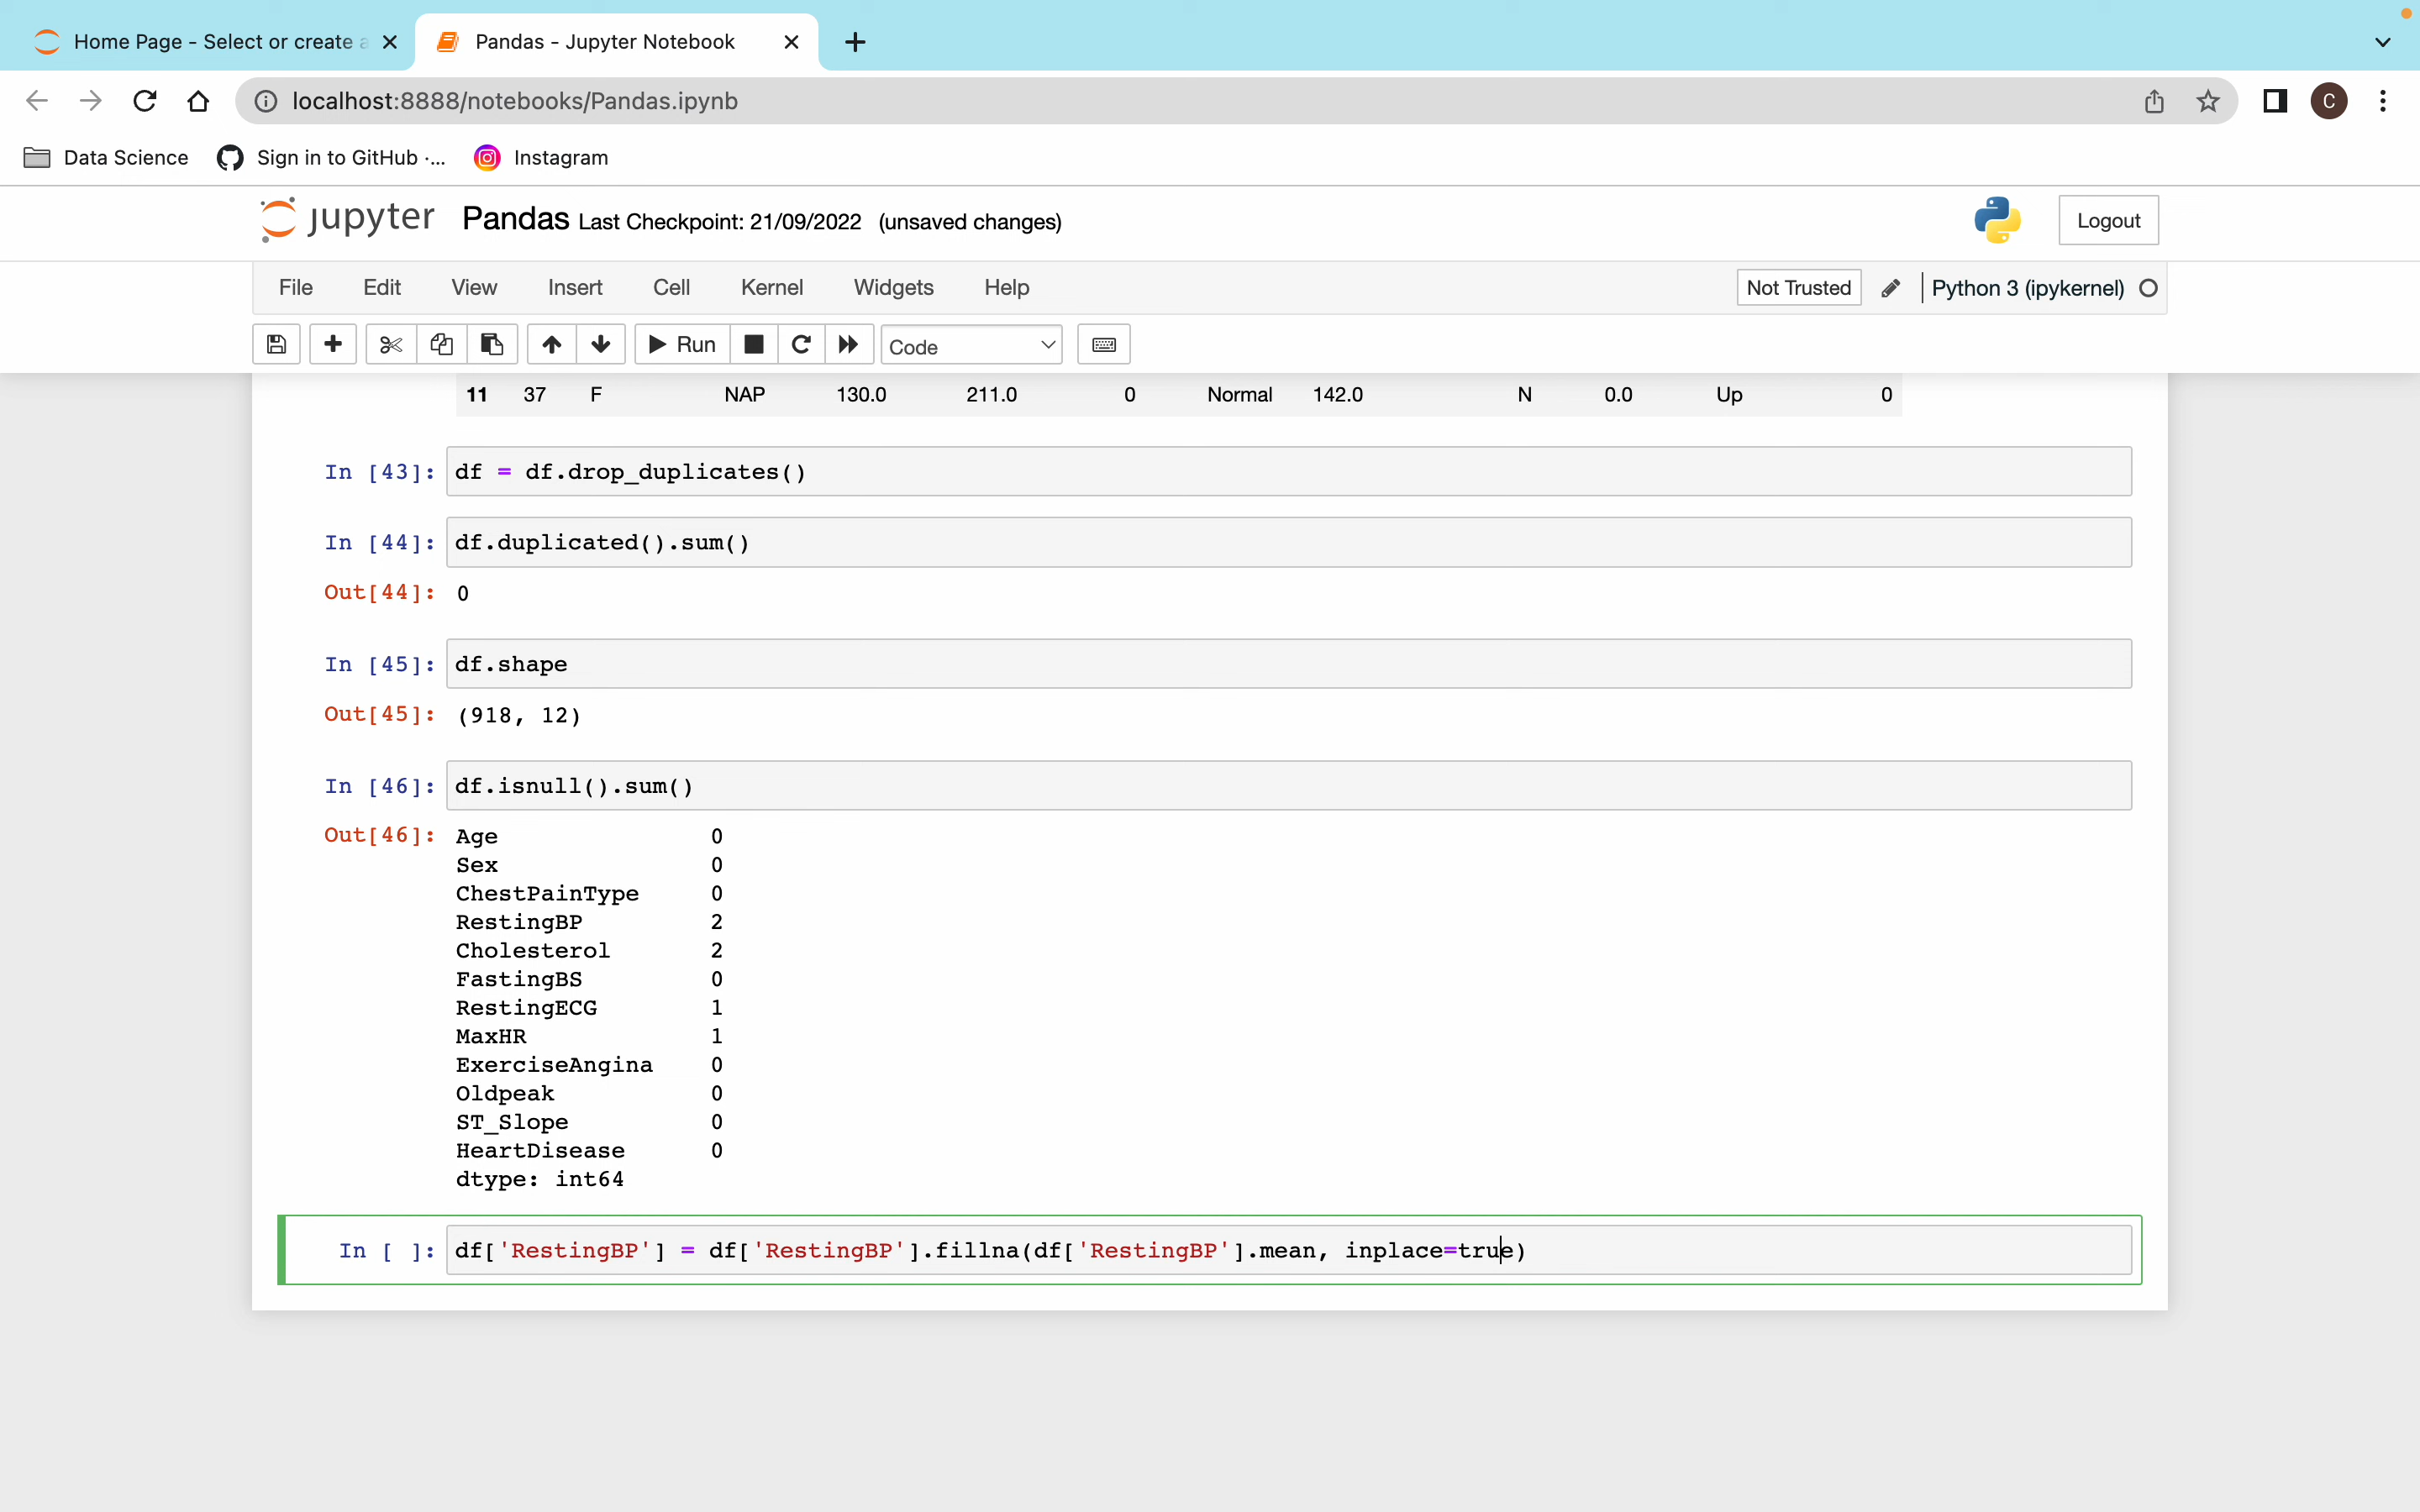 Home Page - Select or create a
Pandas - Jupyter Notebook
localhost:8888/notebooks/Pandas.ipynb
C
Data Science
Sign in to GitHub ·...
Instagram
jupyter Pandas Last Checkpoint: 21/09/2022 (unsaved changes)
Logout
File Edit View Insert Cell Kernel Widgets Help
Not Trusted
Python 3 (ipykernel)
Run
Code
11 37 F NAP 130.0 211.0 0 Normal 142.0 N 0.0 Up 0
In [43]: df = df.drop_duplicates()
In [44]: df.duplicated().sum()
Out[44]: 0
In [45]: df.shape
Out[45]: (918, 12)
In [46]: df.isnull().sum()
Out[46]: Age 0
Sex 0
ChestPainType 0
RestingBP 2
Cholesterol 2
FastingBS 0
RestingECG 1
MaxHR 1
ExerciseAngina 0
Oldpeak 0
ST_Slope 0
HeartDisease 0
dtype: int64
In [ ]: df['RestingBP'] = df['RestingBP'].fillna(df['RestingBP'].mean, inplace=true)